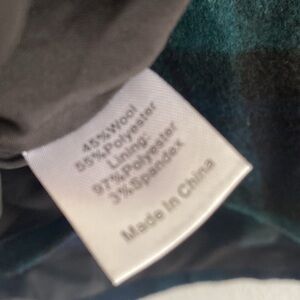 45%Wool
55%Polyester
Lining:
97%Polyester
3%Spandex
Made In China